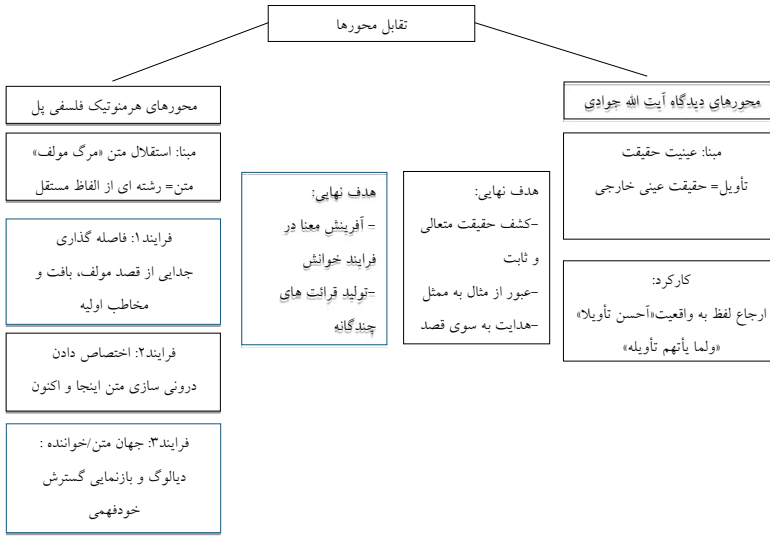 تقابل محورها
محورهای دیدگاه آیت الله جوادی
مبنا: عینیت حقیقت
تأویل= حقیقت عینی خارجی
کارکرد:
ارجاع لفظ به واقعیت«آحسن تأویلا»
«ولما یأتهم تأویله»
هدف نهایی:
-کشف حقیقت متعالی
و ثابت
-عبور از مثال به ممثل
-هدایت به سوی قصد
هدف نهایی:
- آفرینش معنا در
فرایند خوانش
-تولید قرائت های
چندگانه
محورهای هرمنوتیک فلسفی پل
مبنا: استقلال متن «مرگ مولف»
متن= رشته ای از الفاظ مستقل
فرایند۱: فاصله گذاری
جدایی از قصد مولف، بافت و
مخاطب اولیه
فرایند۲: اختصاص دادن
درونی سازی متن اینجا و اکنون
فرایند۳: جهان متن/خواننده :
دیالوگ و بازنمایی گسترش
خودفهمی